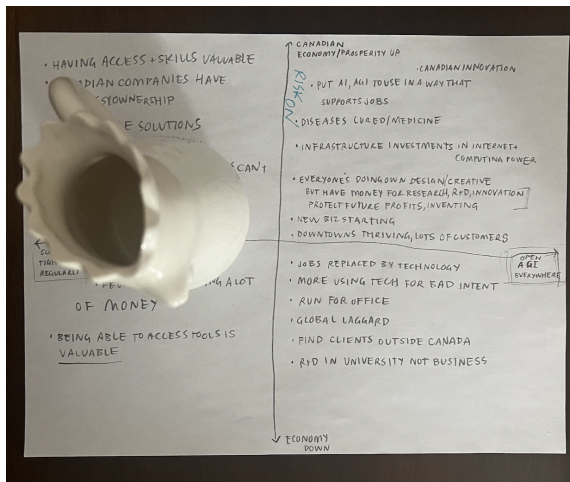 CANADIAN
ECONOMY/PROSPERITY UP
• HAVING ACCESS + SKILLS VALUABLE
DIAN COMPANIES HAVE
OWNERSHIP
SOLUTIONS
CAN'T
RISK ON
• CANADIAN INNOVATION
• PUT AI, AGI TO USE IN A WAY THAT
SUPPORTS JOBS
• DISEASES CURED/MEDICINE
• INFRASTRUCTURE INVESTMENTS IN INTERNET +
COMPUTING POWER
• EVERYONE'S DOING OWN DESIGN/CREATIVE
BUT HAVE MONEY FOR RESEARCH, R+D, INNOVATION
PROTECT FUTURE PROFITS, INVENTING
• NEW BIZ STARTING
• DOWNTOWNS THRIVING, LOTS OF CUSTOMERS
REGULAR
A LOT
OF MONEY
• BEING ABLE TO ACCESS TOOLS IS
VALUABLE
OPEN
AGI
EVERYWHERE
• JOBS REPLACED BY TECHNOLOGY
• MORE USING TECH FOR BAD INTENT
• RUN FOR OFFICE
• GLOBAL LAGGARD
• FIND CLIENTS OUTSIDE CANADA
• R+D IN UNIVERSITY NOT BUSINESS
ECONOMY
DOWN